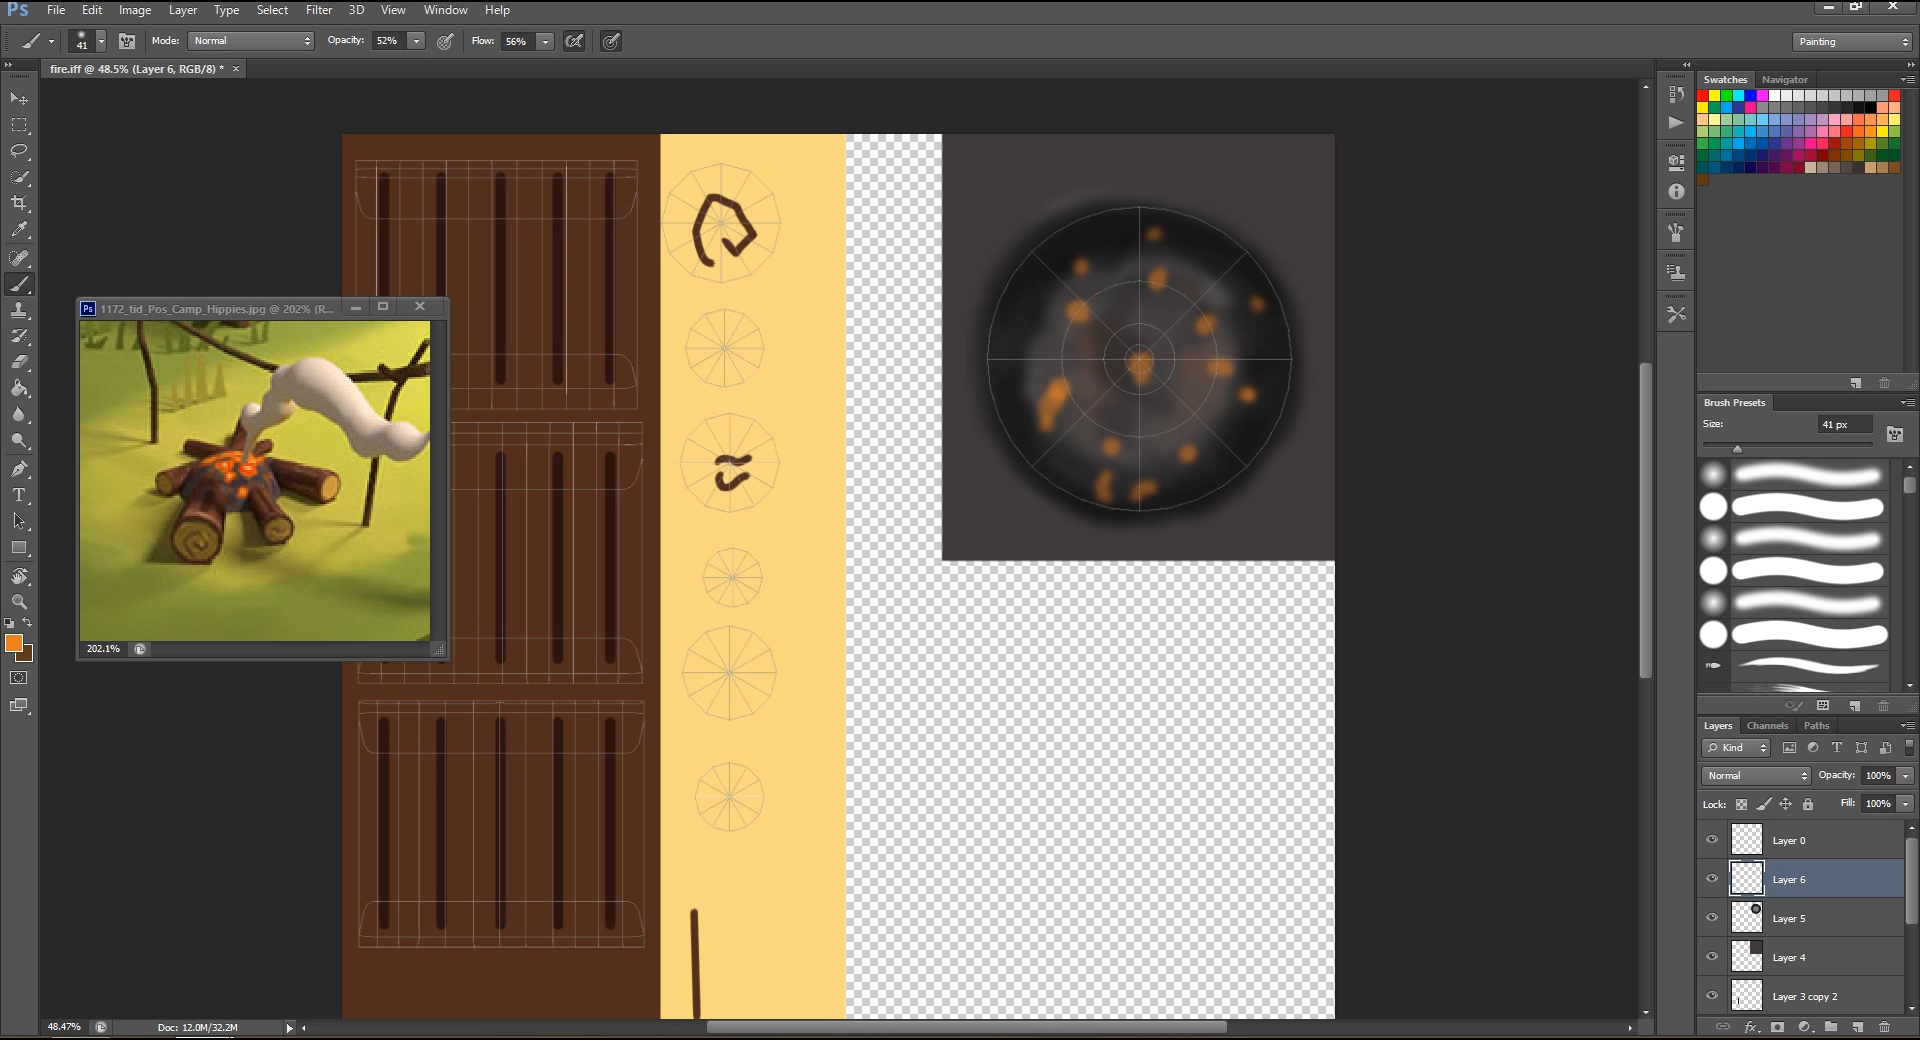 Ps File Edit Image Layer Type Select Filter 3D View Window Help
41 Mode: Normal Opacity: 52% Flow: 56% Painting
fire.iff @ 48.5% (Layer 6, RGB/8) *
Swatches Navigator
Ps 1172_tid_Pos_Camp_Hippies.jpg @ 202% (R...
202.1%
Brush Presets
Size: 41 px
Layers Channels Paths
Kind
Normal Opacity: 100%
Lock: Fill: 100%
Layer 0
Layer 6
Layer 5
Layer 4
Layer 3 copy 2
48.47% Doc: 12.0M/32.2M